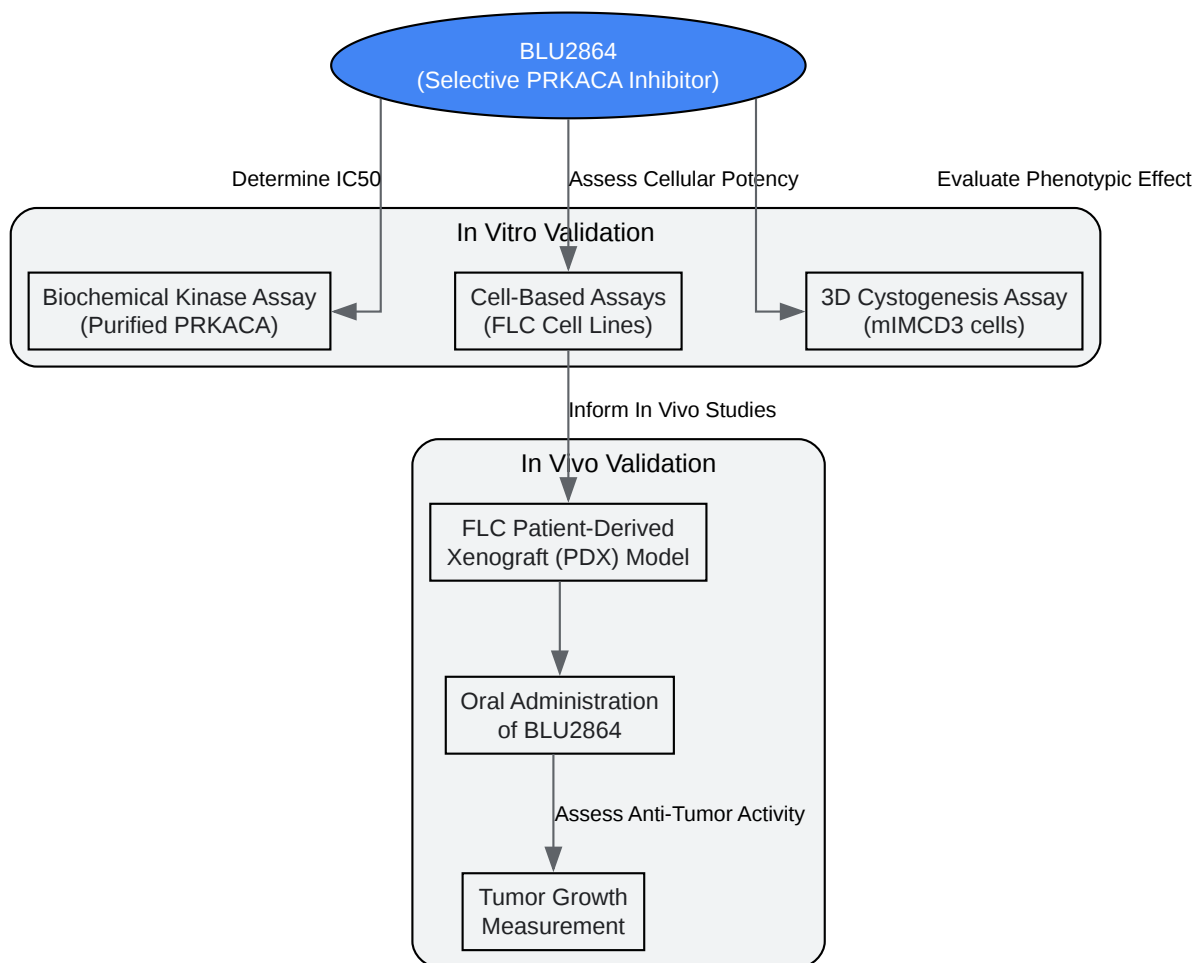 BLU2864
(Selective PRKACA Inhibitor)
Determine IC50
Assess Cellular Potency
Evaluate Phenotypic Effect
In Vitro Validation
Biochemical Kinase Assay
(Purified PRKACA)
Cell-Based Assays
(FLC Cell Lines)
3D Cystogenesis Assay
(mIMCD3 cells)
Inform In Vivo Studies
In Vivo Validation
FLC Patient-Derived
Xenograft (PDX) Model
Oral Administration
of BLU2864
Assess Anti-Tumor Activity
Tumor Growth
Measurement